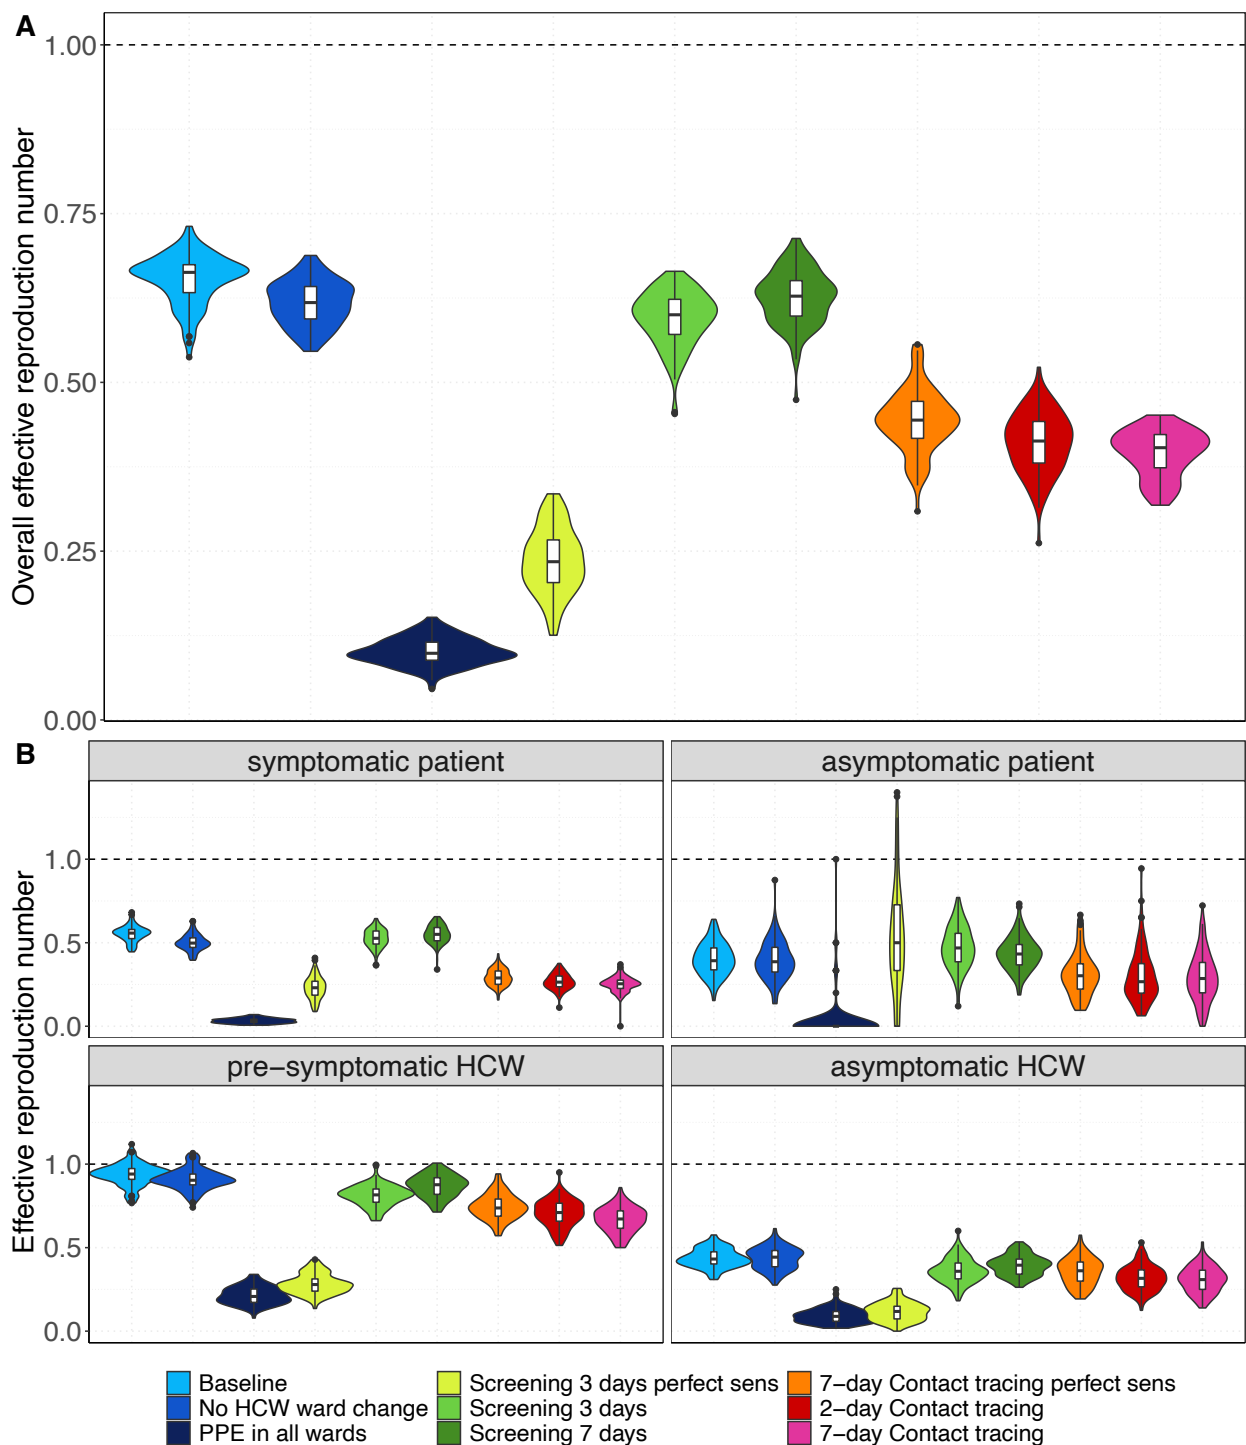 A
Overall effective reproduction number
1.00
0.75
0.50
0.25
0.00
B
Effective reproduction number
symptomatic patient
asymptomatic patient
1.0
0.5
0.0
pre−symptomatic HCW
asymptomatic HCW
1.0
0.5
0.0
Baseline
No HCW ward change
PPE in all wards
Screening 3 days perfect sens
Screening 3 days
Screening 7 days
7−day Contact tracing perfect sens
2−day Contact tracing
7−day Contact tracing